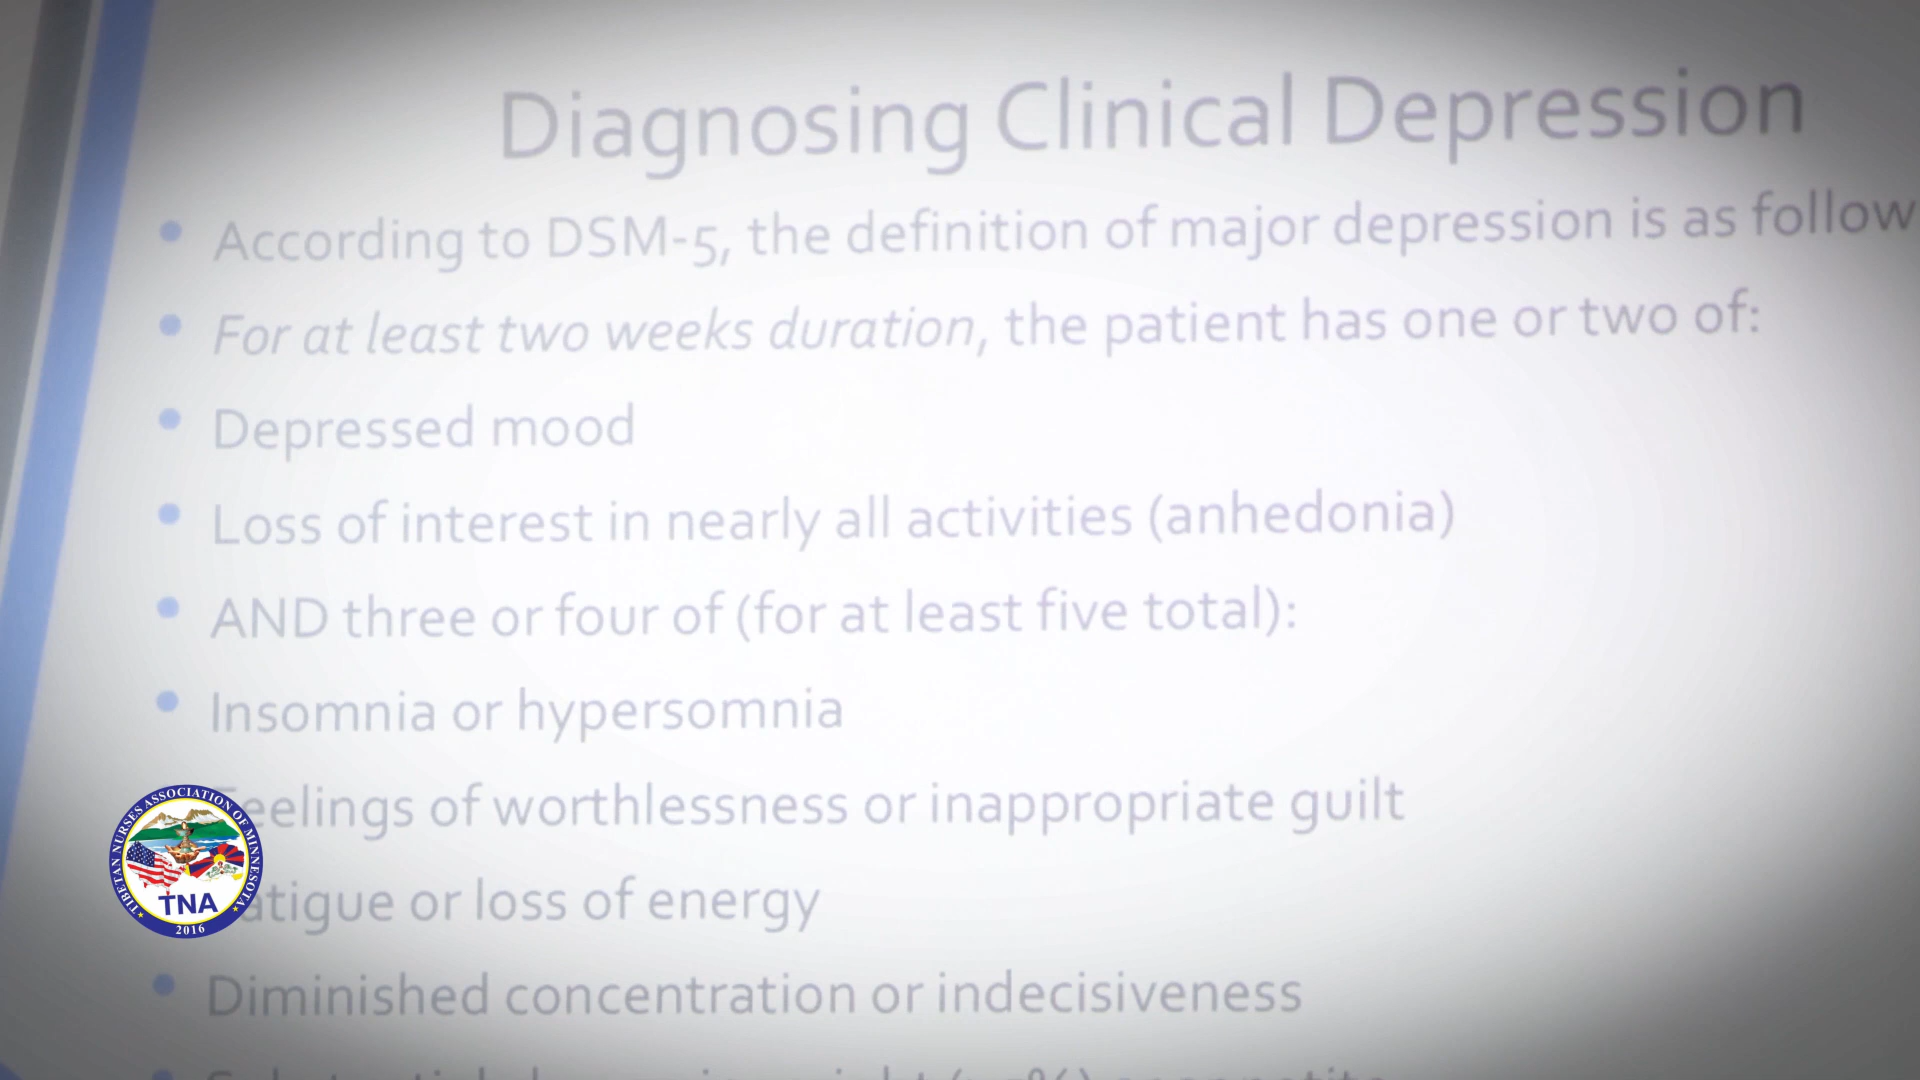 Diagnosing Clinical Depression
• According to DSM-5, the definition of major depression is as follow
• For at least two weeks duration, the patient has one or two of:
• Depressed mood
• Loss of interest in nearly all activities (anhedonia)
• AND three or four of (for at least five total):
• Insomnia or hypersomnia
eelings of worthlessness or inappropriate guilt
atigue or loss of energy
• Diminished concentration or indecisiveness
TIBETAN NURSES ASSOCIATION OF MINNESOTA
TNA
2016